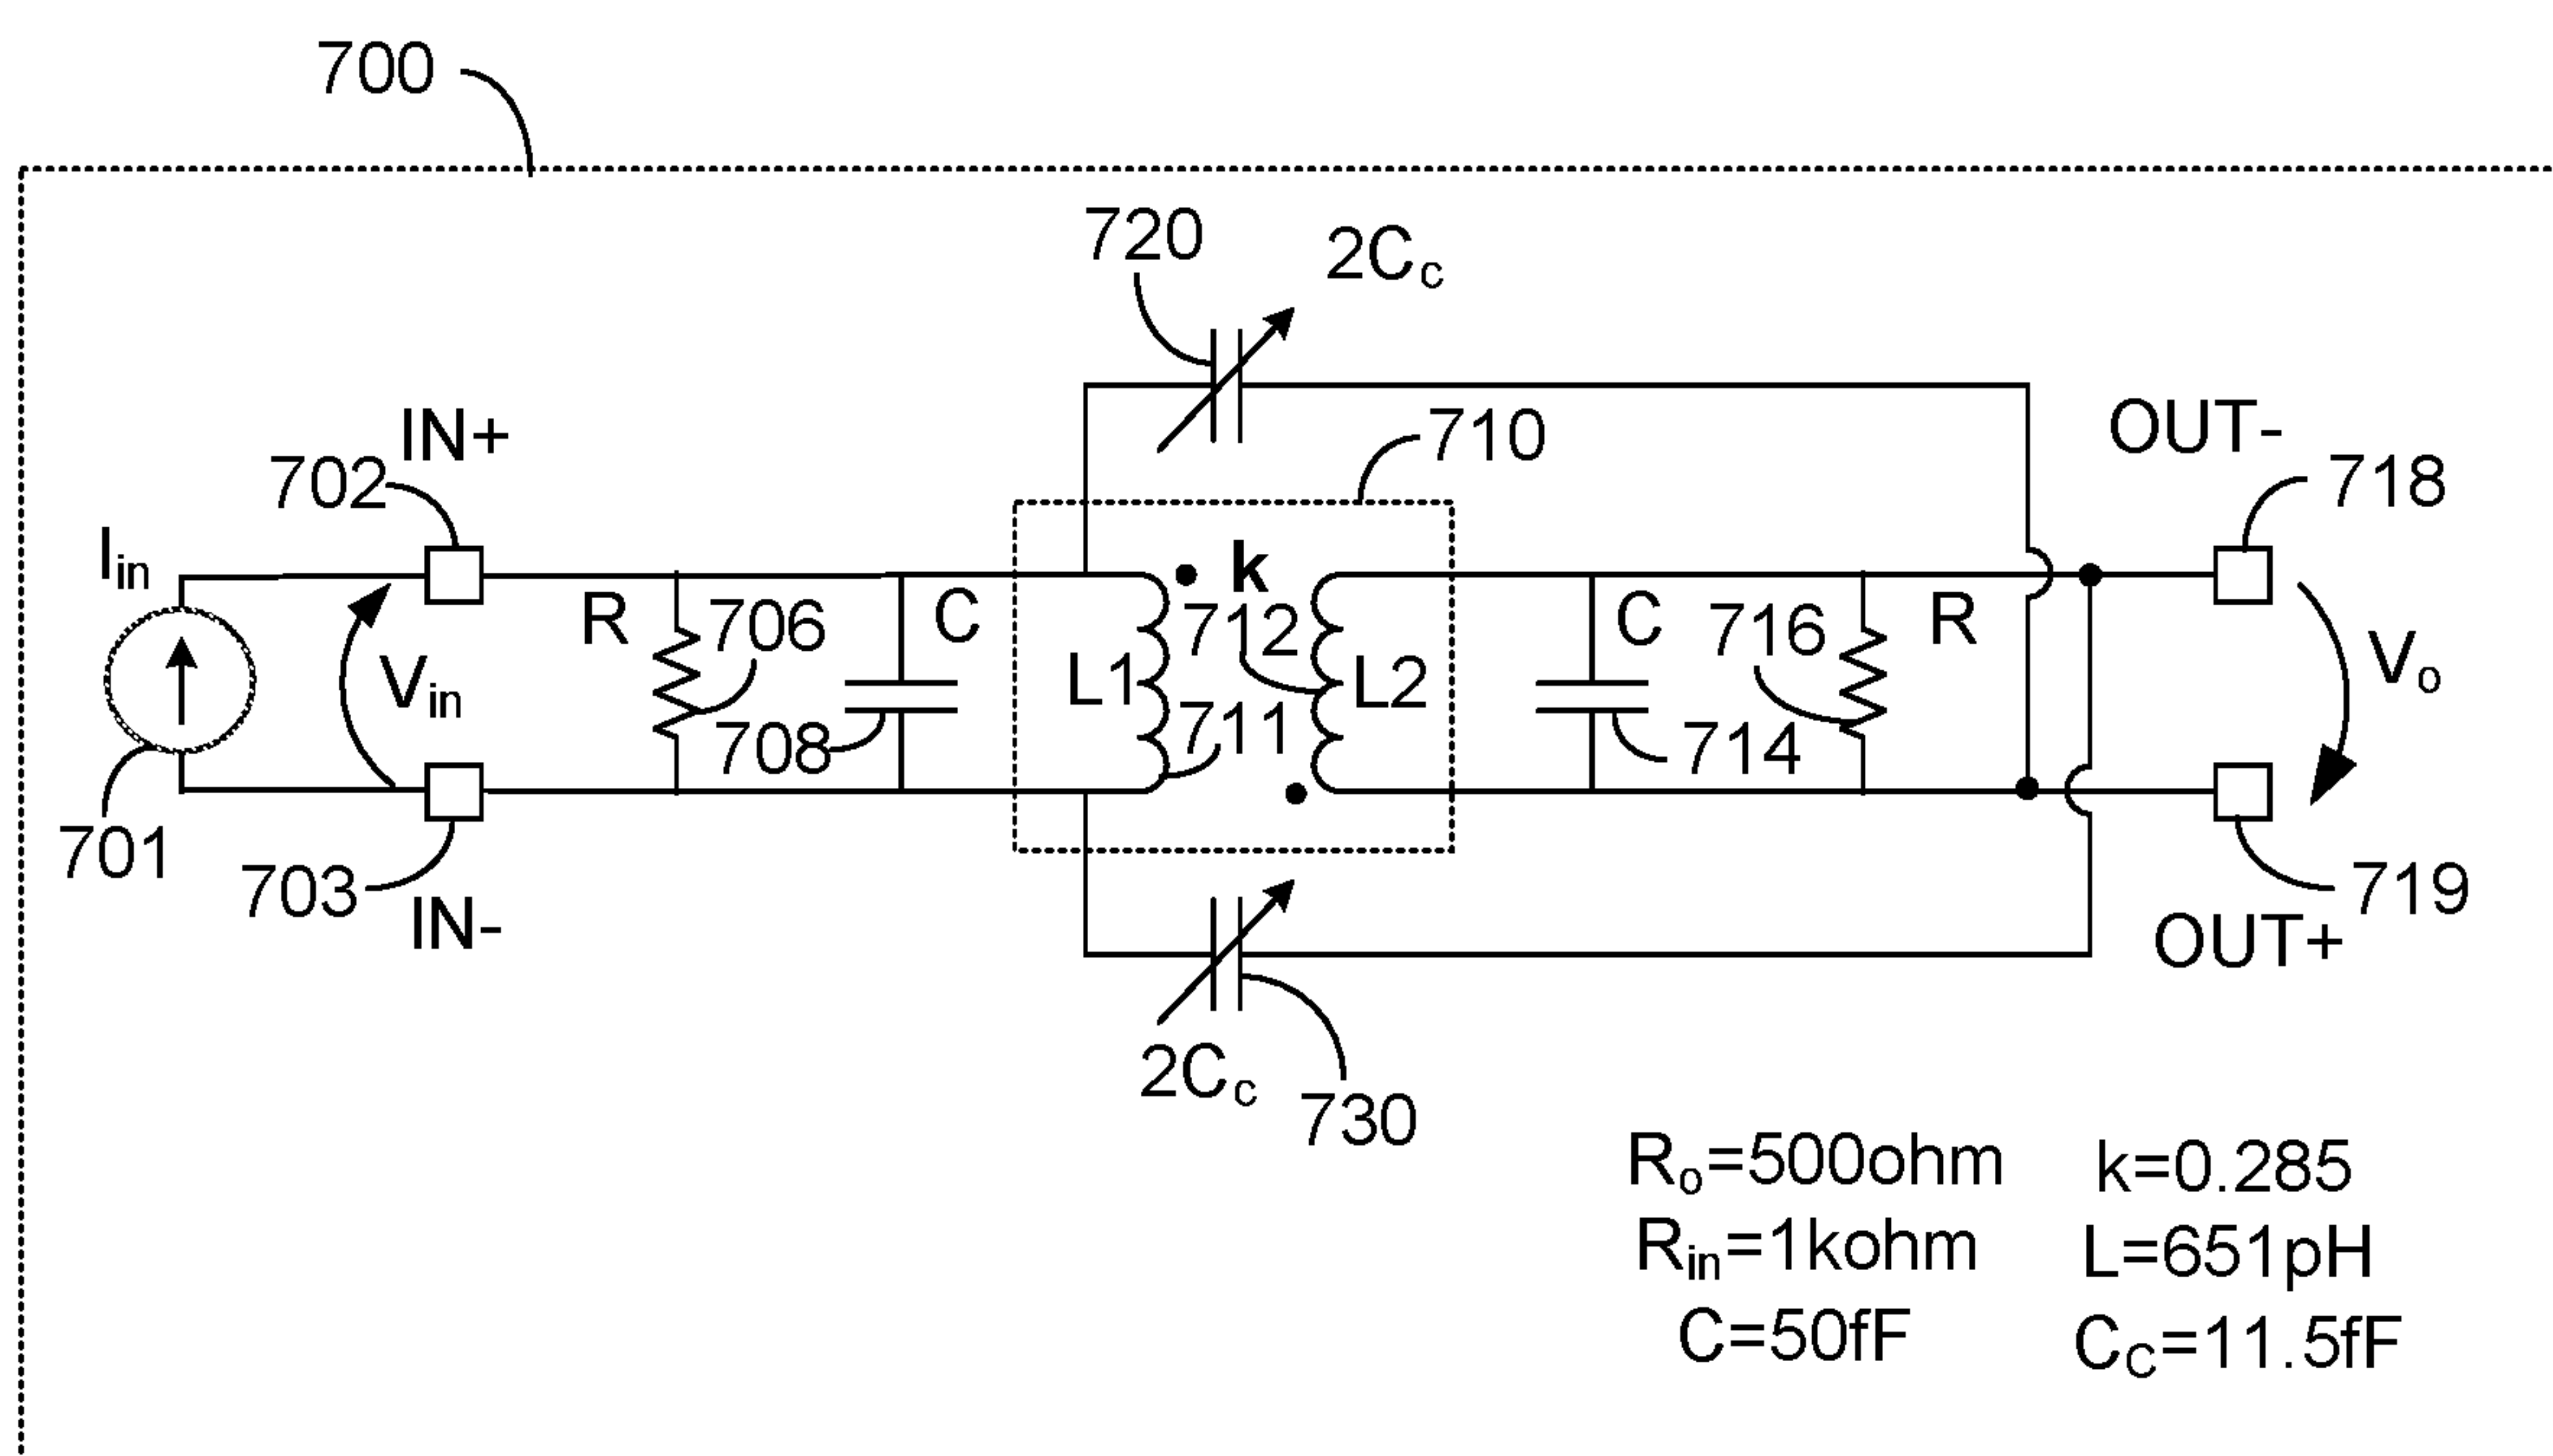 700
720
2Cc
710
IN+
702
OUT-
718
Iin
k
R
706
C
712
C
716
R
Vin
L1
L2
Vo
708
711
714
701
703
IN-
719
OUT+
2Cc
730
Ro=500ohm
k=0.285
Rin=1kohm
L=651pH
C=50fF
CC=11.5fF